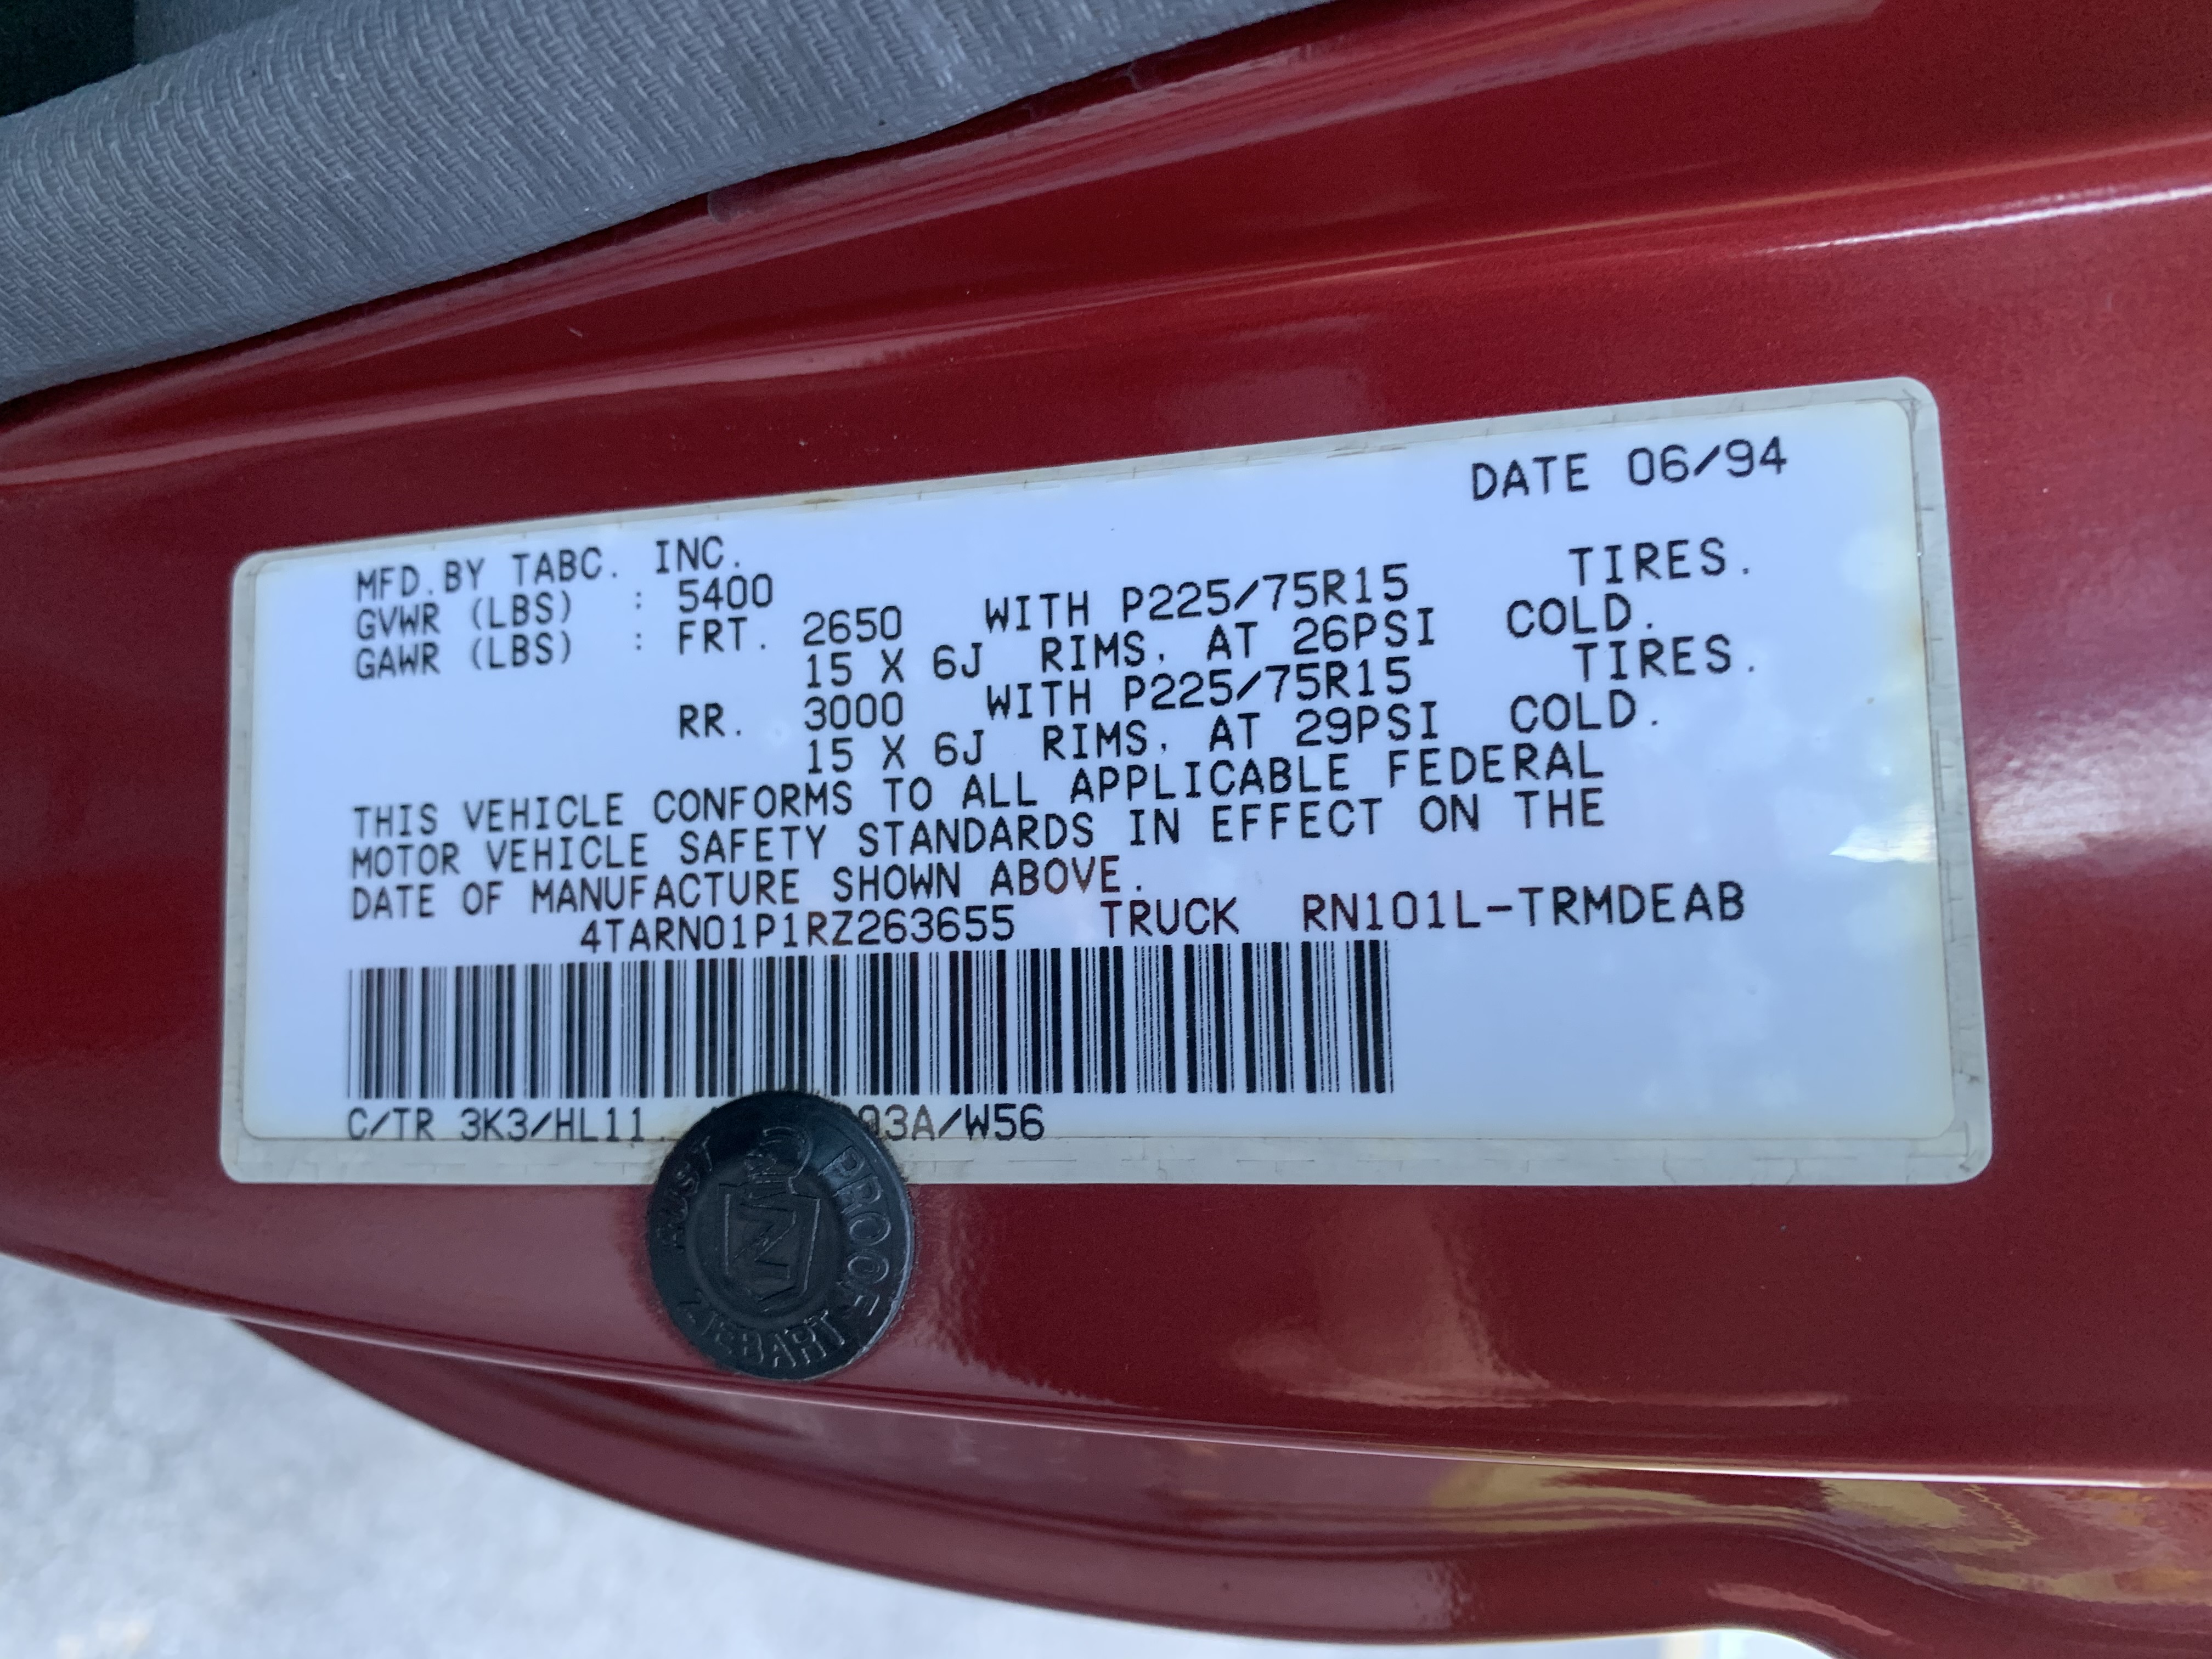 DATE 06/94
MFD.BY TABC. INC.
GVWR (LBS) : 5400
GAWR (LBS) : FRT. 2650 WITH P225/75R15 TIRES.
15 X 6J RIMS. AT 26PSI COLD.
RR. 3000 WITH P225/75R15 TIRES.
15 X 6J RIMS. AT 29PSI COLD.
THIS VEHICLE CONFORMS TO ALL APPLICABLE FEDERAL
MOTOR VEHICLE SAFETY STANDARDS IN EFFECT ON THE
DATE OF MANUFACTURE SHOWN ABOVE.
4TARN01P1RZ263655 TRUCK RN101L-TRMDEAB
C/TR 3K3/HL11 /W56
RUST PROOF
ZIEBART